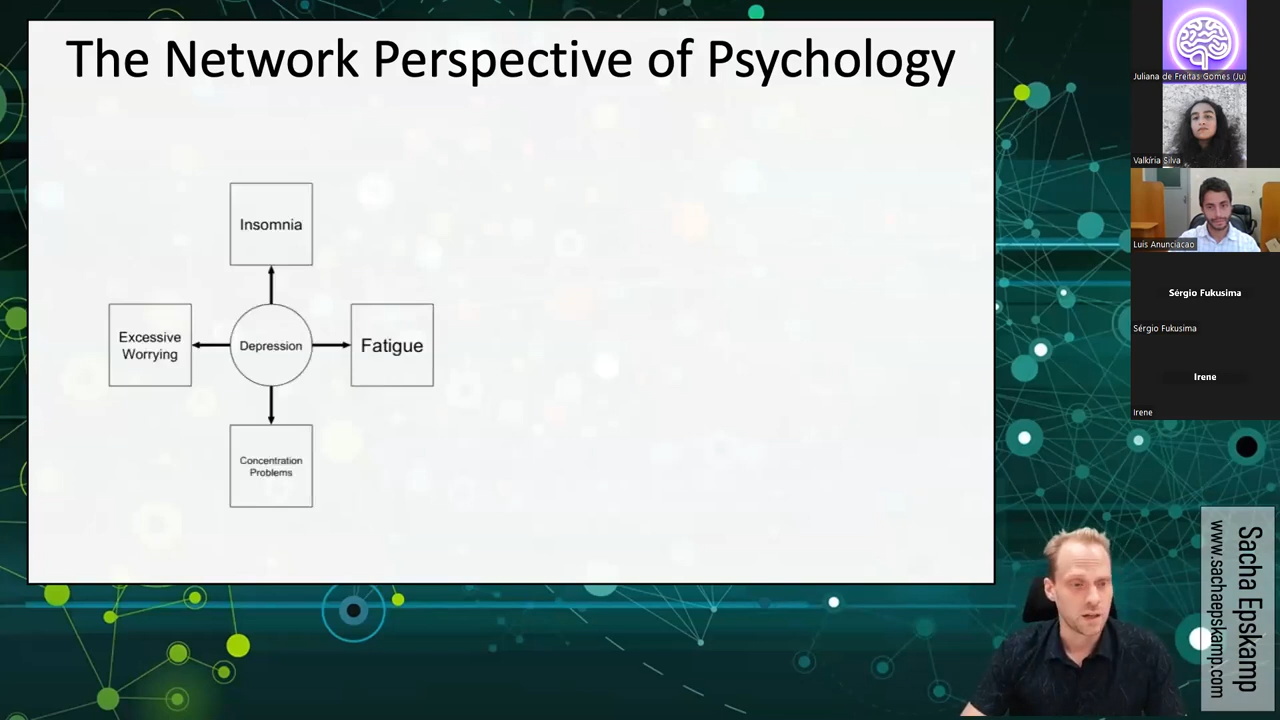 The Network Perspective of Psychology
Insomnia
Excessive
Worrying
Depression
Fatigue
Concentration
Problems
Juliana de Freitas Gomes (Ju)
Valkíria Silva
Luis Anunciacao
Sérgio Fukusima
Sérgio Fukusima
Irene
Irene
Sacha Epskamp
www.sachaepskamp.com